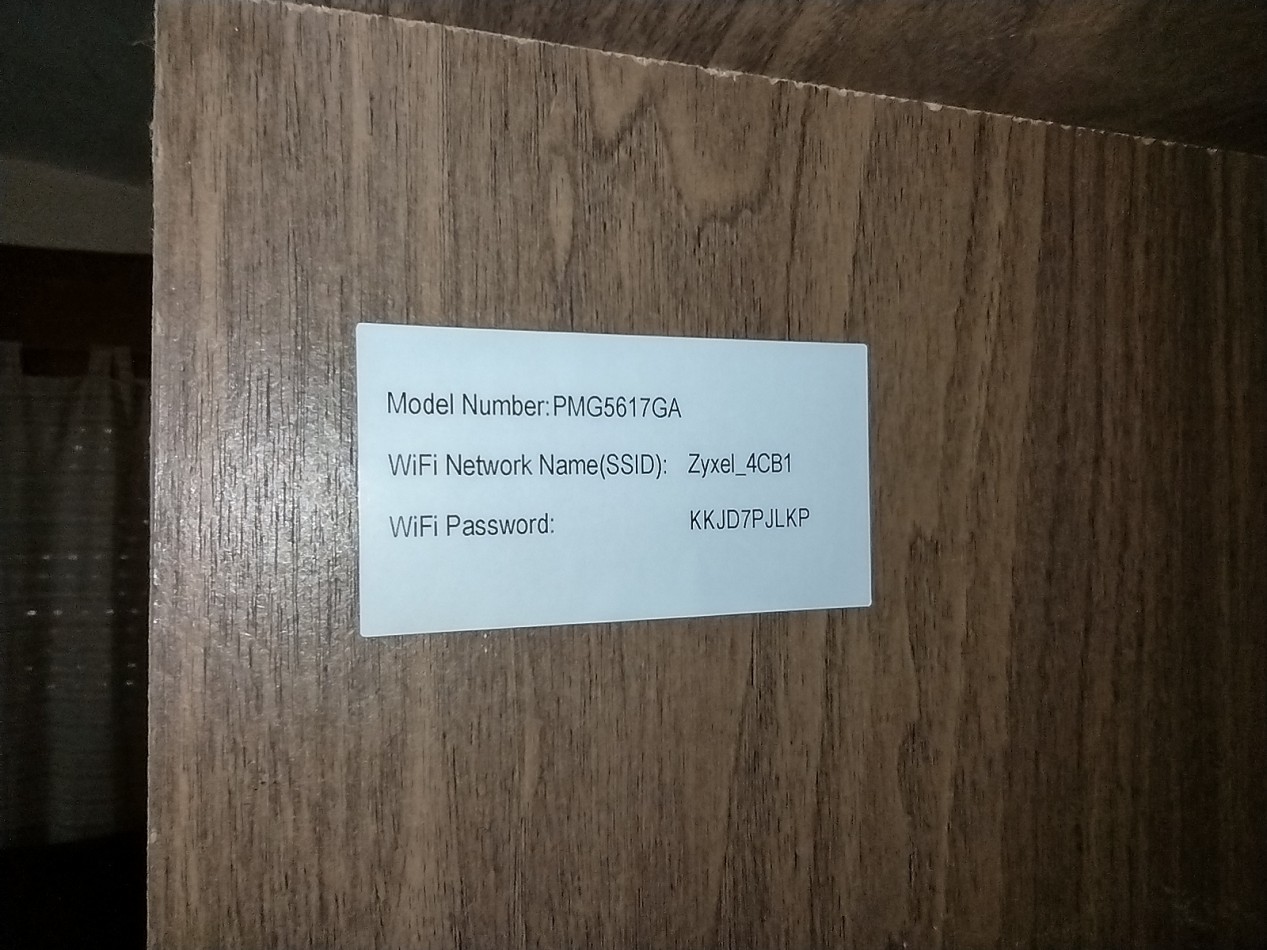 Model Number:PMG5617GA
WiFi Network Name(SSID): Zyxel_4CB1
WiFi Password: KKJD7PJLKP